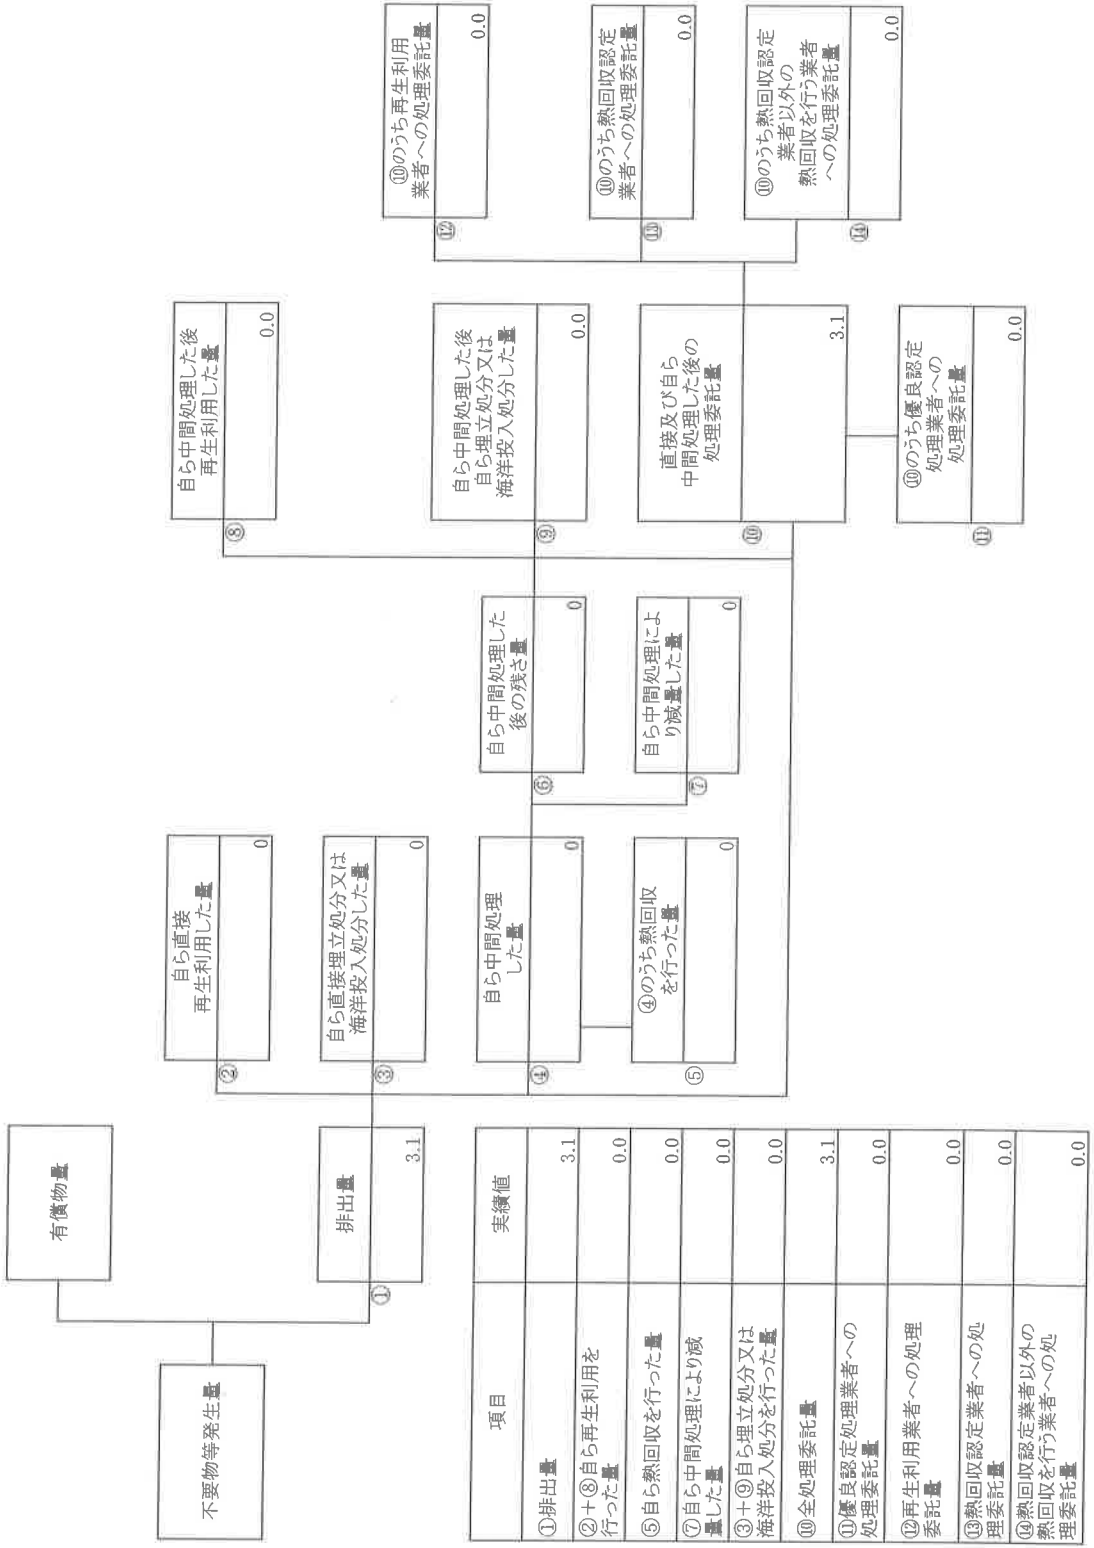 不要物等発生量
有償物量
①
排出量
3.1
②
自ら直接
再生利用した量
0
③
自ら直接埋立処分又は
海洋投入処分した量
0
④
自ら中間処理
した量
0
⑤
④のうち熱回収
を行った量
0
⑥
自ら中間処理した
後の残さ量
0
⑦
自ら中間処理によ
り減量した量
0
⑧
自ら中間処理した後
再生利用した量
0.0
⑨
自ら中間処理した後
自ら埋立処分又は
海洋投入処分した量
0.0
⑩
直接及び自ら
中間処理した後の
処理委託量
3.1
⑪
⑩のうち優良認定
処理業者への
処理委託量
0.0
⑫
⑩のうち再生利用
業者への処理委託量
0.0
⑬
⑩のうち熱回収認定
業者への処理委託量
0.0
⑭
⑩のうち熱回収認定
業者以外の
熱回収を行う業者
への処理委託量
0.0
項目 実績値
①排出量 3.1
②+⑧自ら再生利用を
行った量 0.0
⑤自ら熱回収を行った量 0.0
⑦自ら中間処理により減
量した量 0.0
③+⑨自ら埋立処分又は
海洋投入処分を行った量 0.0
⑩全処理委託量 3.1
⑪優良認定処理業者への
処理委託量 0.0
⑫再生利用業者への処理
委託量 0.0
⑬熱回収認定業者への処
理委託量 0.0
⑭熱回収認定業者以外の
熱回収を行う業者への処
理委託量 0.0